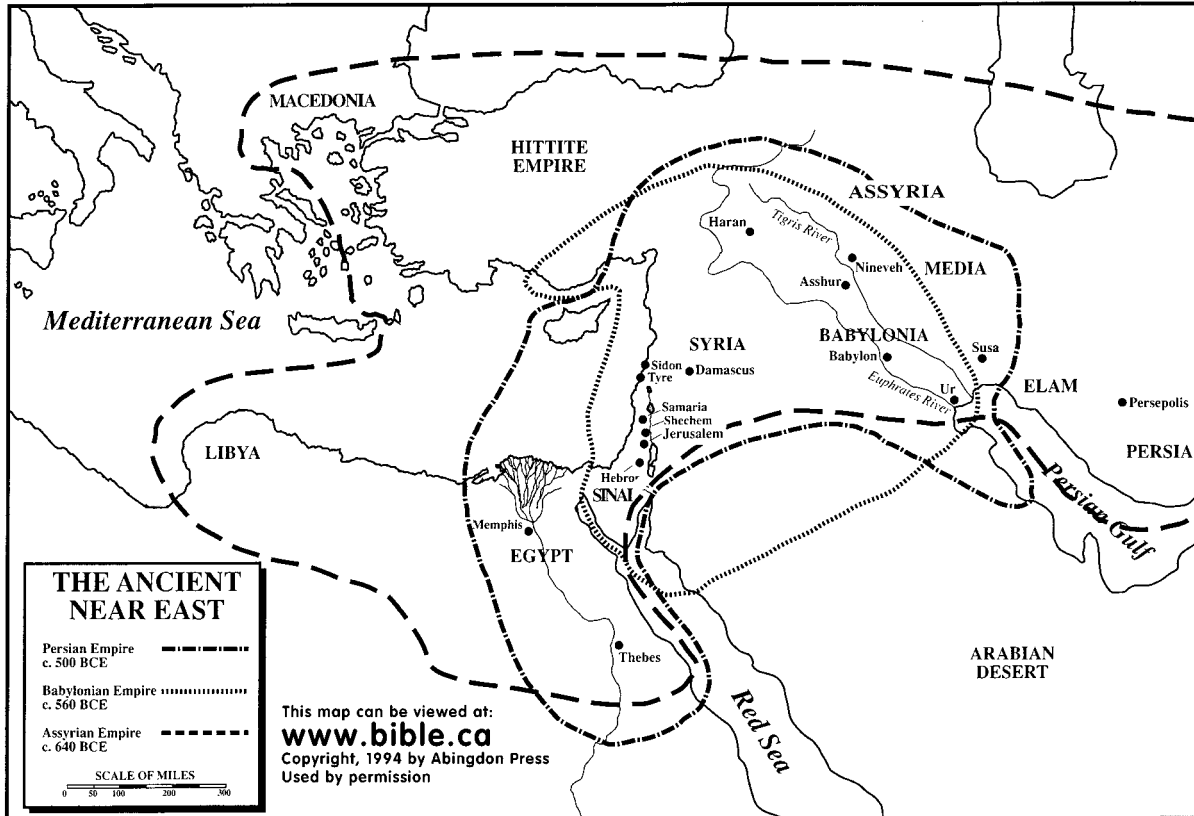 MACEDONIA
HITTITE
EMPIRE
ASSYRIA
Haran
Tigris River
Nineveh
MEDIA
Asshur
Mediterranean Sea
BABYLONIA
SYRIA
Babylon
Susa
Sidon
Tyre
Damascus
Euphrates River
Ur
ELAM
Persepolis
Samaria
Shechem
Jerusalem
LIBYA
PERSIA
Hebro
SINAI
Persian Gulf
Memphis
EGYPT
THE ANCIENT
NEAR EAST
Persian Empire
c. 500 BCE
Babylonian Empire
c. 560 BCE
Assyrian Empire
c. 640 BCE
SCALE OF MILES
0 50 100 200 300
Thebes
ARABIAN
DESERT
Red Sea
This map can be viewed at:
www.bible.ca
Copyright, 1994 by Abingdon Press
Used by permission